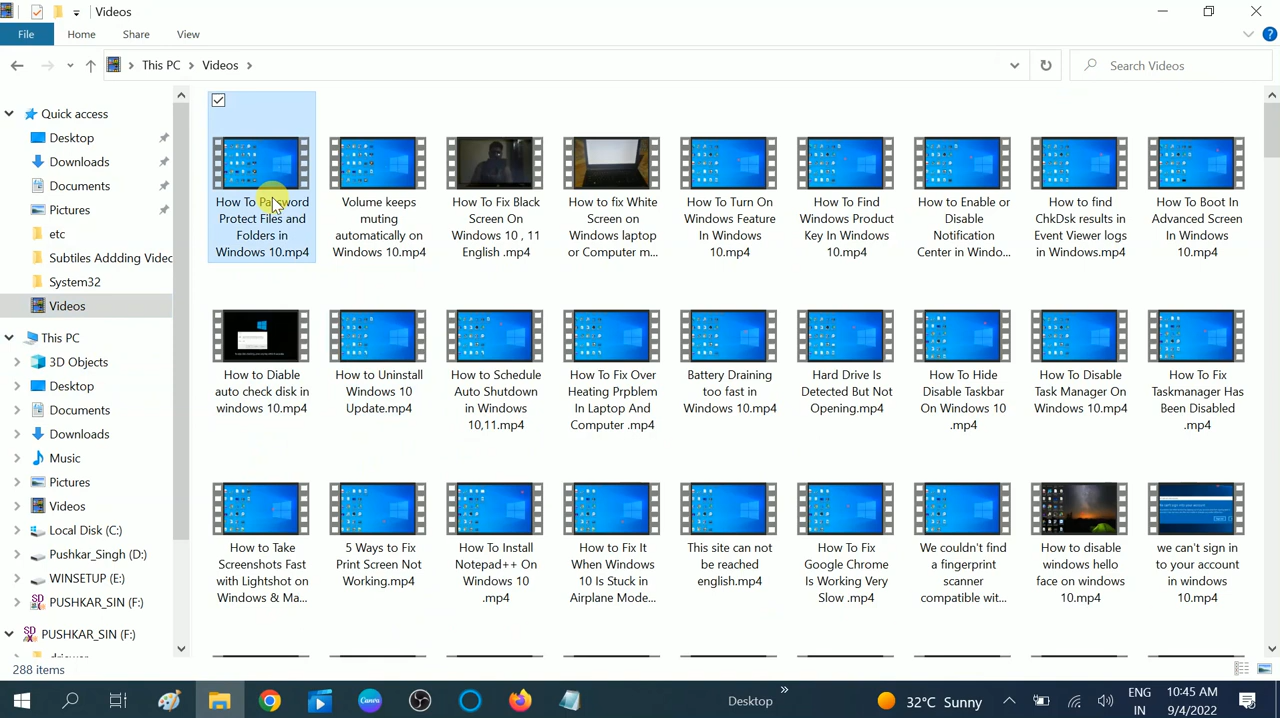 Videos
File
Home
Share
View
This PC
Videos
Search Videos
Quick access
Desktop
Downloads
Documents
Pictures
etc
Subtiles Addding Videc
System32
Videos
This PC
3D Objects
Desktop
Documents
Downloads
Music
Pictures
Videos
Local Disk (C:)
Pushkar_Singh (D:)
WINSETUP (E:)
PUSHKAR_SIN (F:)
PUSHKAR_SIN (F:)
How To Password
Protect Files and
Folders in
Windows 10.mp4
Volume keeps
muting
automatically on
Windows 10.mp4
How To Fix Black
Screen On
Windows 10 , 11
English .mp4
How to fix White
Screen on
Windows laptop
or Computer m...
How To Turn On
Windows Feature
In Windows
10.mp4
How To Find
Windows Product
Key In Windows
10.mp4
How to Enable or
Disable
Notification
Center in Windo...
How to find
ChkDsk results in
Event Viewer logs
in Windows.mp4
How To Boot In
Advanced Screen
On Windows
10.mp4
How to Diable
auto check disk in
windows 10.mp4
How to Uninstall
Windows 10
Update.mp4
How to Schedule
Auto Shutdown
in Windows
10,11.mp4
How To Fix Over
Heating Prpblem
In Laptop And
Computer .mp4
Battery Draining
too fast in
Windows 10.mp4
Hard Drive Is
Detected But Not
Opening.mp4
How To Hide
Disable Taskbar
On Windows 10
.mp4
How To Disable
Task Manager On
Windows 10.mp4
How To Fix
Taskmanager Has
Been Disabled
.mp4
How to Take
Screenshots Fast
with Lightshot on
Windows & Ma...
5 Ways to Fix
Print Screen Not
Working.mp4
How To Install
Notepad++ On
Windows 10
.mp4
How to Fix It
When Windows
10 Is Stuck in
Airplane Mode...
This site can not
be reached
english.mp4
How To Fix
Google Chrome
Is Working Very
Slow .mp4
We couldn't find
a fingerprint
scanner
compatible wit...
How to disable
windows hello
face on windows
10.mp4
we can't sign in
to your account
in windows
10.mp4
288 items
Desktop
32°C Sunny
ENG
IN
10:45 AM
9/4/2022